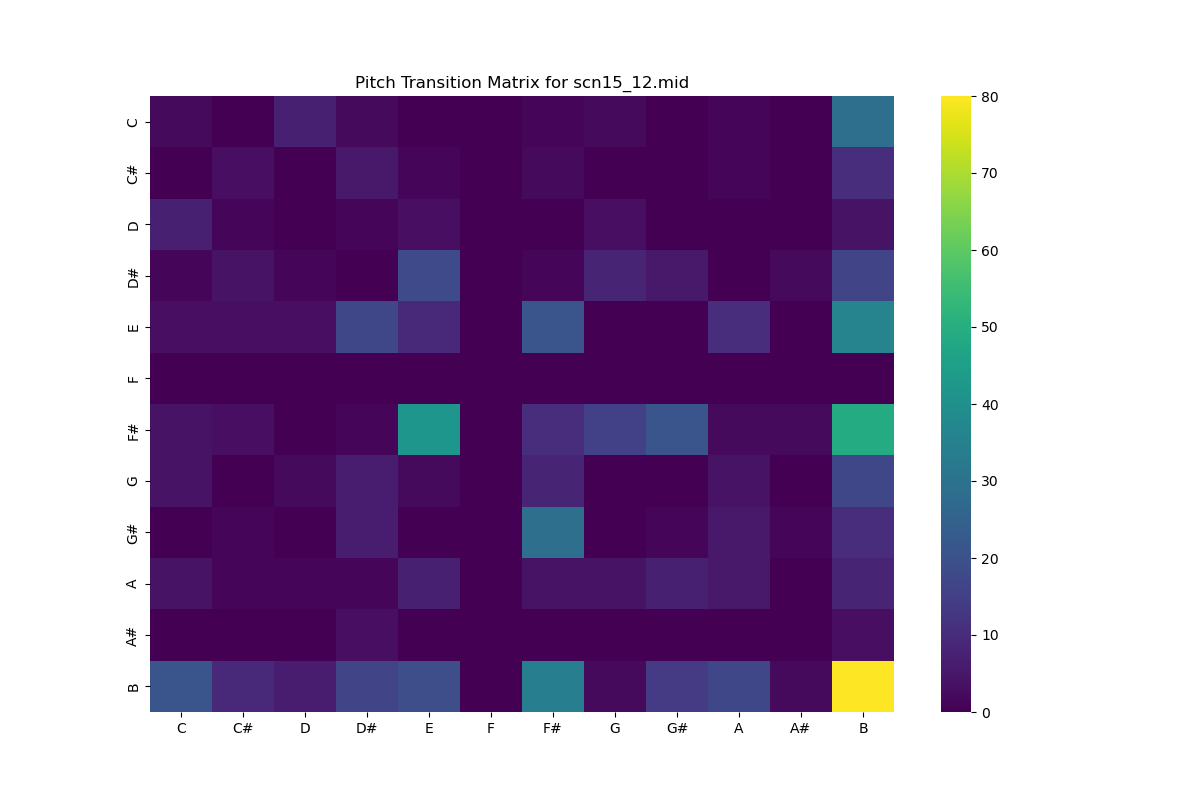 Pitch Transition Matrix for scn15_12.mid
C
C#
D
D#
E
F
F#
G
G#
A
A#
B
C C# D D# E F F# G G# A A# B
80
70
60
50
40
30
20
10
0